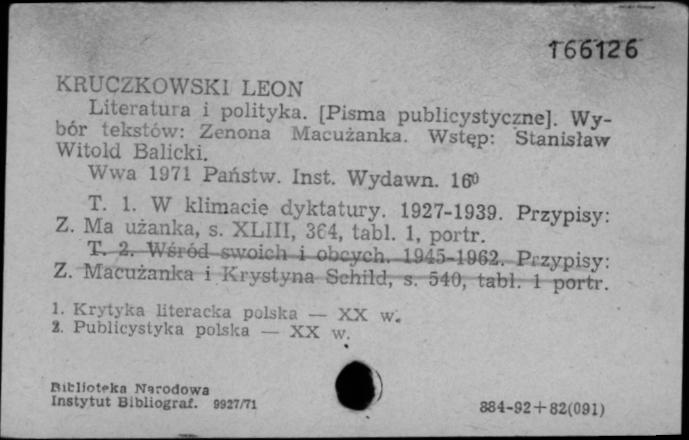 166126
KRUCZKOWSKI LEON
Literatura i polityka. [Pisma publicystyczne]. Wy-
bór tekstów: Zenona Macużanka. Wstęp: Stanisław
Witold Balicki.
Wwa 1971 Państw. Inst. Wydawn. 16⁰
T. 1. W klimacie dyktatury. 1927-1939. Przypisy:
Z. Ma użanka, s. XLIII, 364, tabl. 1, portr.
T. 2. Wśród swoich i obcych. 1945-1962. Przypisy:
Z. Macużanka i Krystyna Schild, s. 540, tabl. 1 portr.
1. Krytyka literacka polska — XX w.
2. Publicystyka polska — XX w.
Biblioteka Narodowa
Instytut Bibliograf. 9927/71
884-92+82(091)